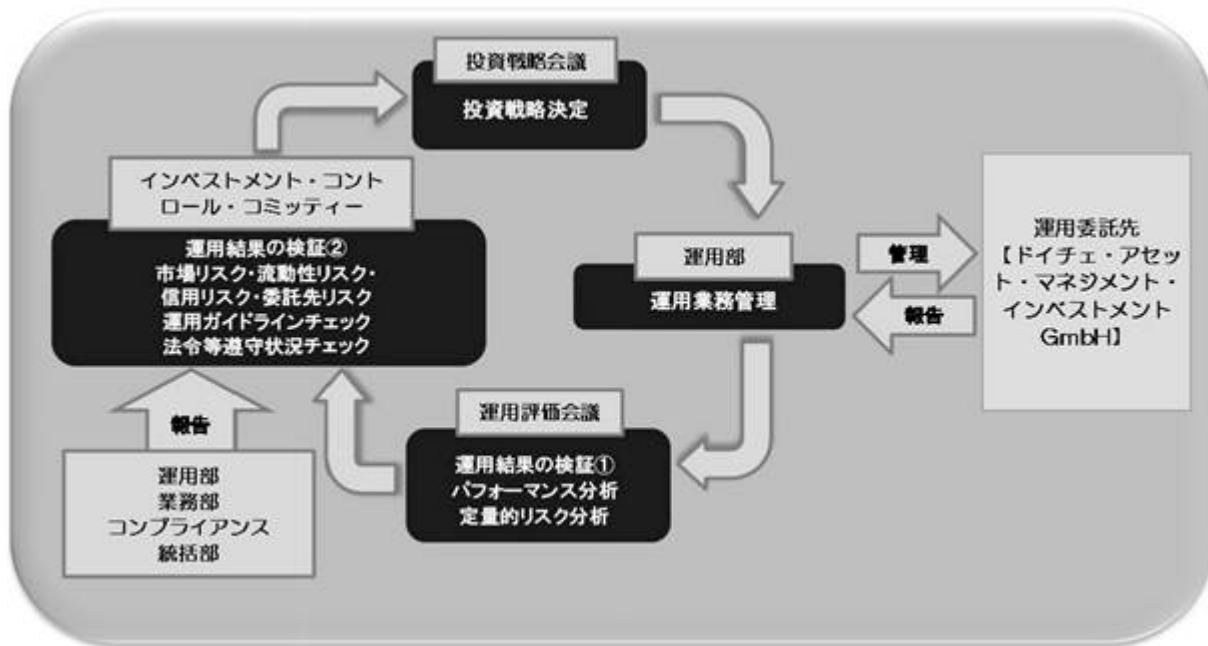 投資戦略会議
投資戦略決定
インベストメント・コント
ロール・コミッティー
運用結果の検証②
市場リスク・流動性リスク・
信用リスク・委託先リスク
運用ガイドラインチェック
法令等遵守状況チェック
運用部
運用業務管理
管理
報告
運用委託先
【ドイチェ・アセッ
ト・マネジメント・
インベストメント
GmbH】
運用評価会議
運用結果の検証①
パフォーマンス分析
定量的リスク分析
報告
運用部
業務部
コンプライアンス
統括部